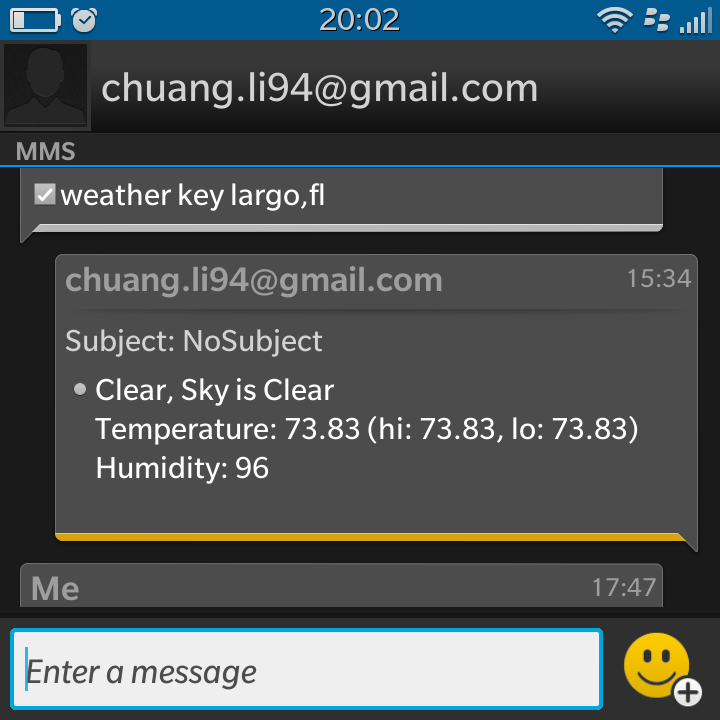 20:02
chuang.li94@gmail.com
MMS
weather key largo,fl
chuang.li94@gmail.com 15:34
Subject: NoSubject
Clear, Sky is Clear
Temperature: 73.83 (hi: 73.83, lo: 73.83)
Humidity: 96
Me 17:47
Enter a message